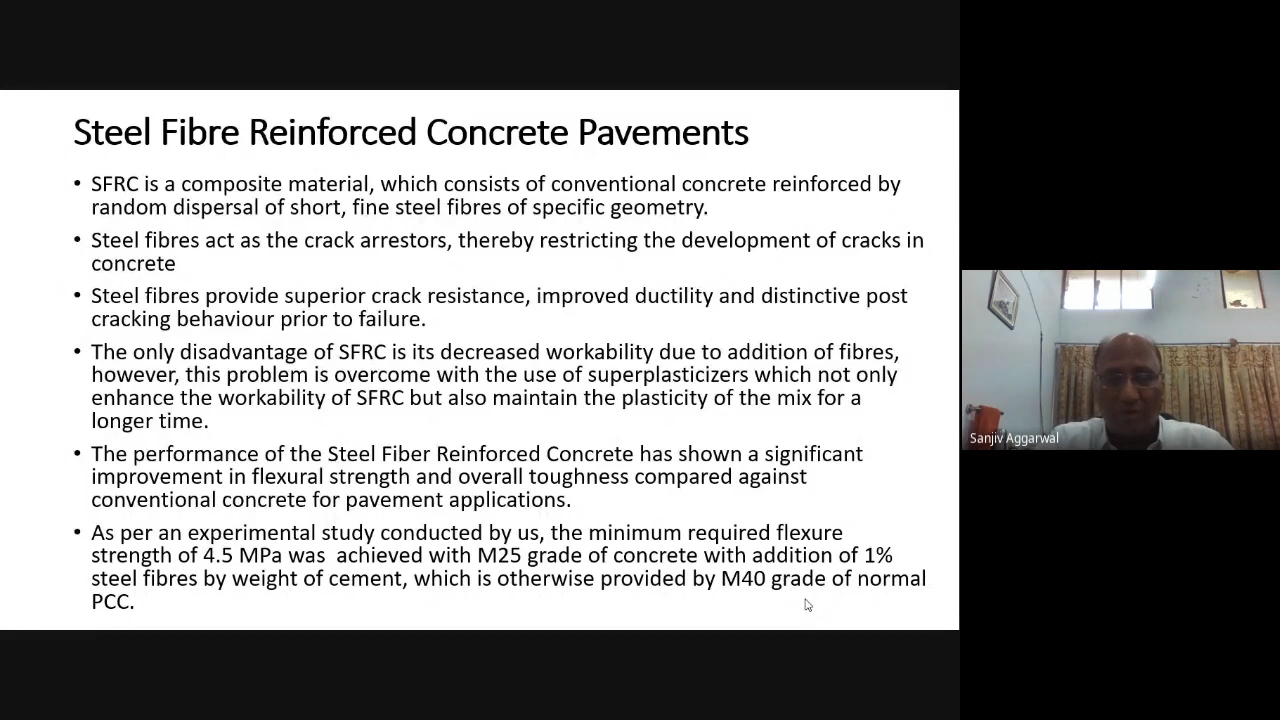 Steel Fibre Reinforced Concrete Pavements
• SFRC is a composite material, which consists of conventional concrete reinforced by
random dispersal of short, fine steel fibres of specific geometry.
• Steel fibres act as the crack arrestors, thereby restricting the development of cracks in
concrete
• Steel fibres provide superior crack resistance, improved ductility and distinctive post
cracking behaviour prior to failure.
• The only disadvantage of SFRC is its decreased workability due to addition of fibres,
however, this problem is overcome with the use of superplasticizers which not only
enhance the workability of SFRC but also maintain the plasticity of the mix for a
longer time.
• The performance of the Steel Fiber Reinforced Concrete has shown a significant
improvement in flexural strength and overall toughness compared against
conventional concrete for pavement applications.
• As per an experimental study conducted by us, the minimum required flexure
strength of 4.5 MPa was  achieved with M25 grade of concrete with addition of 1%
steel fibres by weight of cement, which is otherwise provided by M40 grade of normal
PCC.
Sanjiv Aggarwal